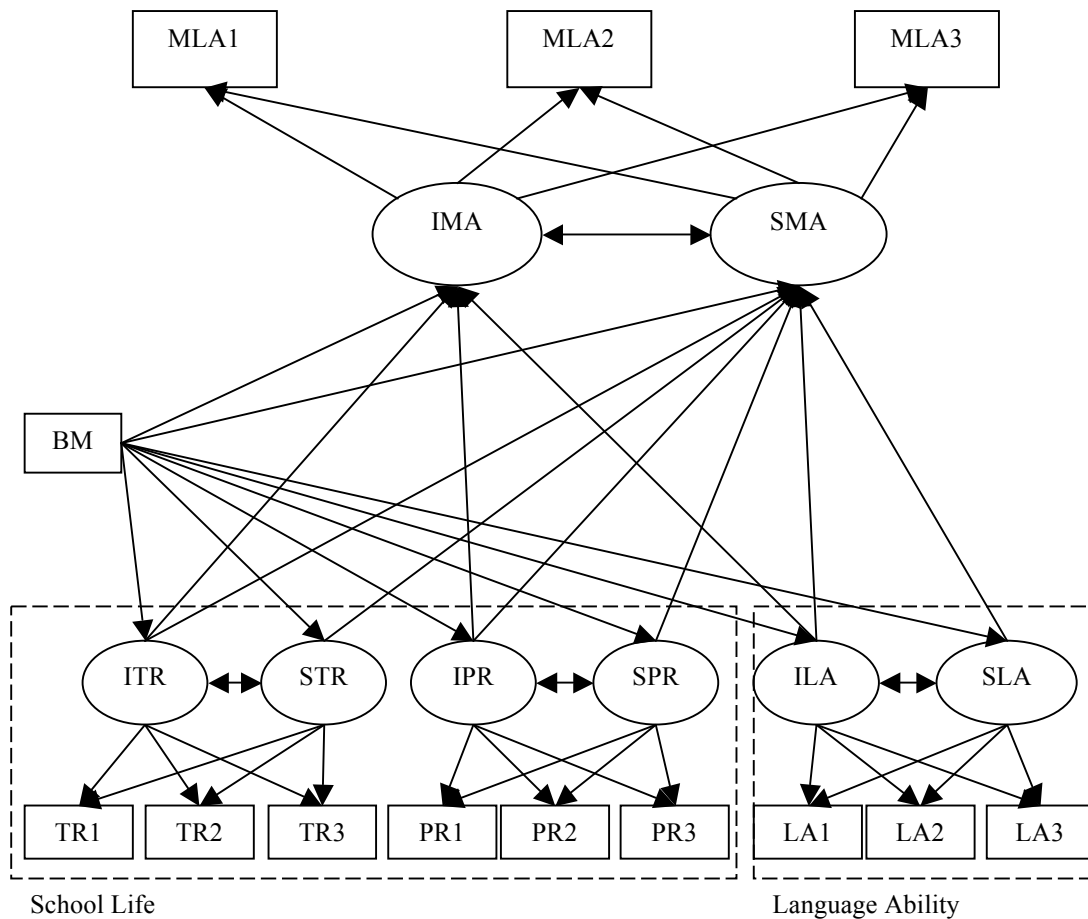 MLA1 MLA2 MLA3
IMA SMA
BM
ITR STR IPR SPR ILA SLA
TR1 TR2 TR3 PR1 PR2 PR3 LA1 LA2 LA3
School Life Language Ability